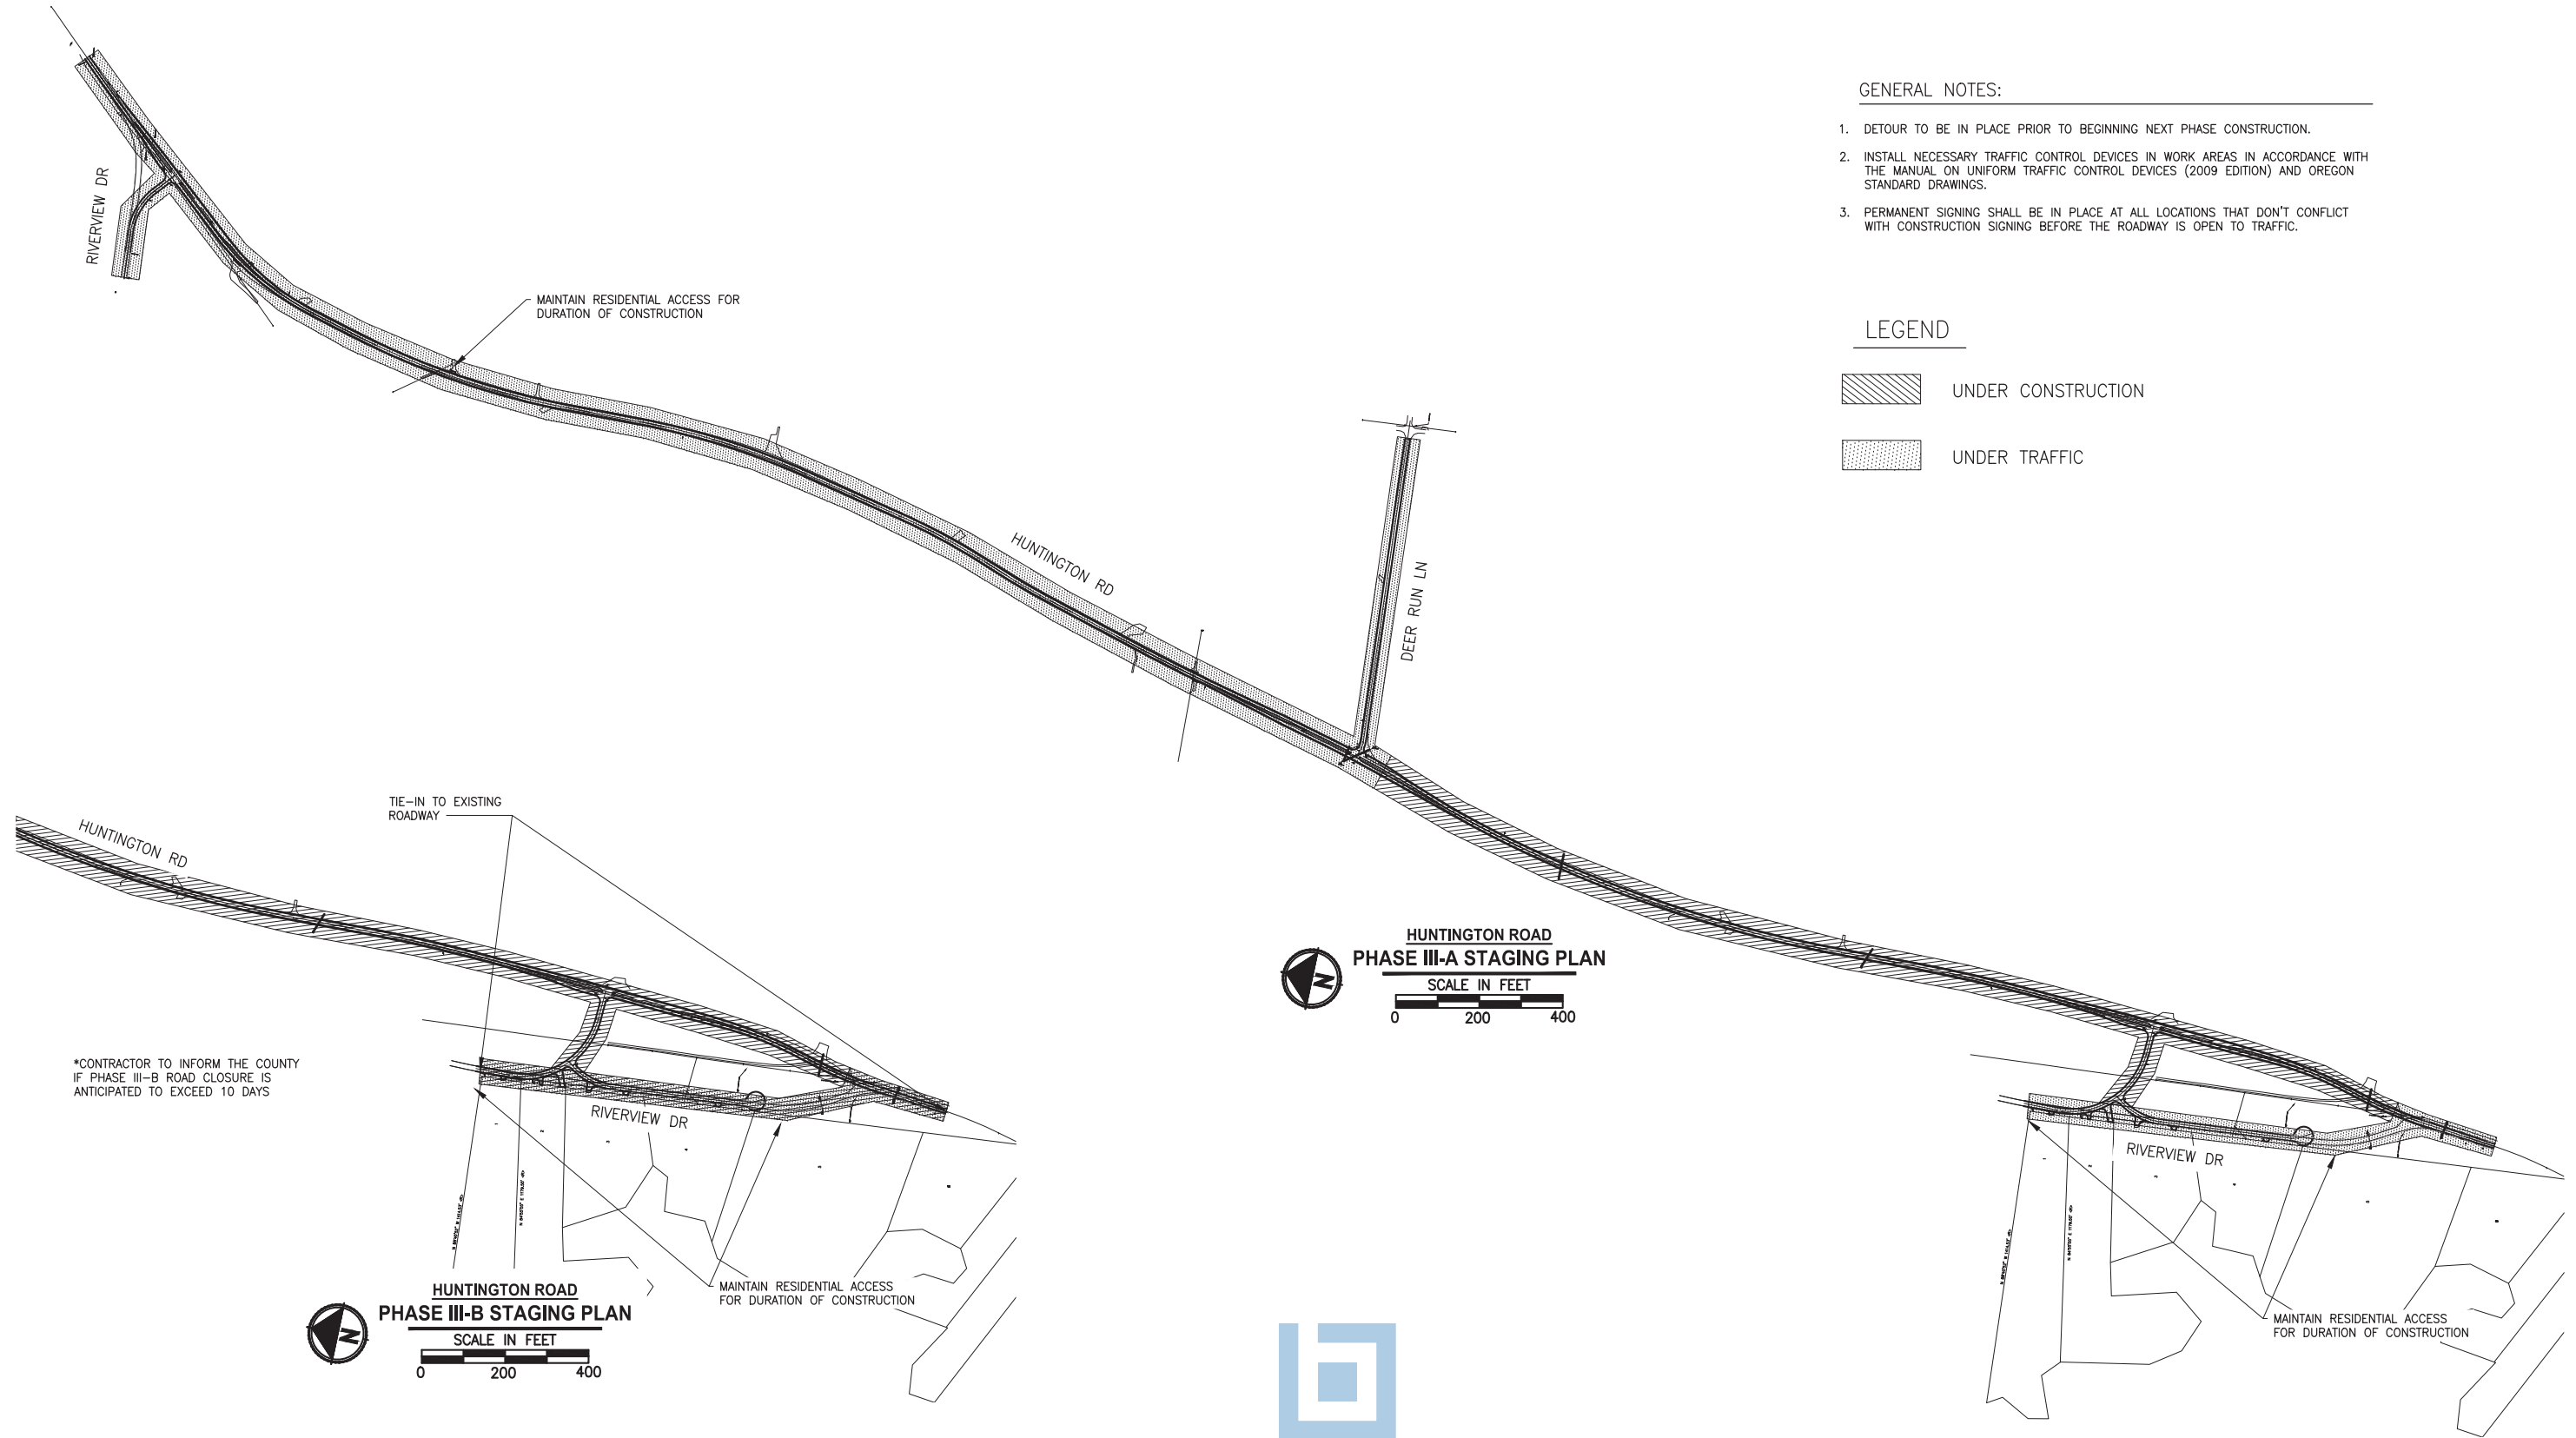 GENERAL NOTES:
1. DETOUR TO BE IN PLACE PRIOR TO BEGINNING NEXT PHASE CONSTRUCTION.
2. INSTALL NECESSARY TRAFFIC CONTROL DEVICES IN WORK AREAS IN ACCORDANCE WITH
THE MANUAL ON UNIFORM TRAFFIC CONTROL DEVICES (2009 EDITION) AND OREGON
STANDARD DRAWINGS.
3. PERMANENT SIGNING SHALL BE IN PLACE AT ALL LOCATIONS THAT DON'T CONFLICT
WITH CONSTRUCTION SIGNING BEFORE THE ROADWAY IS OPEN TO TRAFFIC.
LEGEND
UNDER CONSTRUCTION
UNDER TRAFFIC
RIVERVIEW DR
MAINTAIN RESIDENTIAL ACCESS FOR
DURATION OF CONSTRUCTION
HUNTINGTON RD
DEER RUN LN
HUNTINGTON ROAD
PHASE III-A STAGING PLAN
SCALE IN FEET
0 200 400
N
RIVERVIEW DR
MAINTAIN RESIDENTIAL ACCESS
FOR DURATION OF CONSTRUCTION
TIE-IN TO EXISTING
ROADWAY
HUNTINGTON RD
*CONTRACTOR TO INFORM THE COUNTY
IF PHASE III-B ROAD CLOSURE IS
ANTICIPATED TO EXCEED 10 DAYS
RIVERVIEW DR
MAINTAIN RESIDENTIAL ACCESS
FOR DURATION OF CONSTRUCTION
HUNTINGTON ROAD
PHASE III-B STAGING PLAN
SCALE IN FEET
0 200 400
N